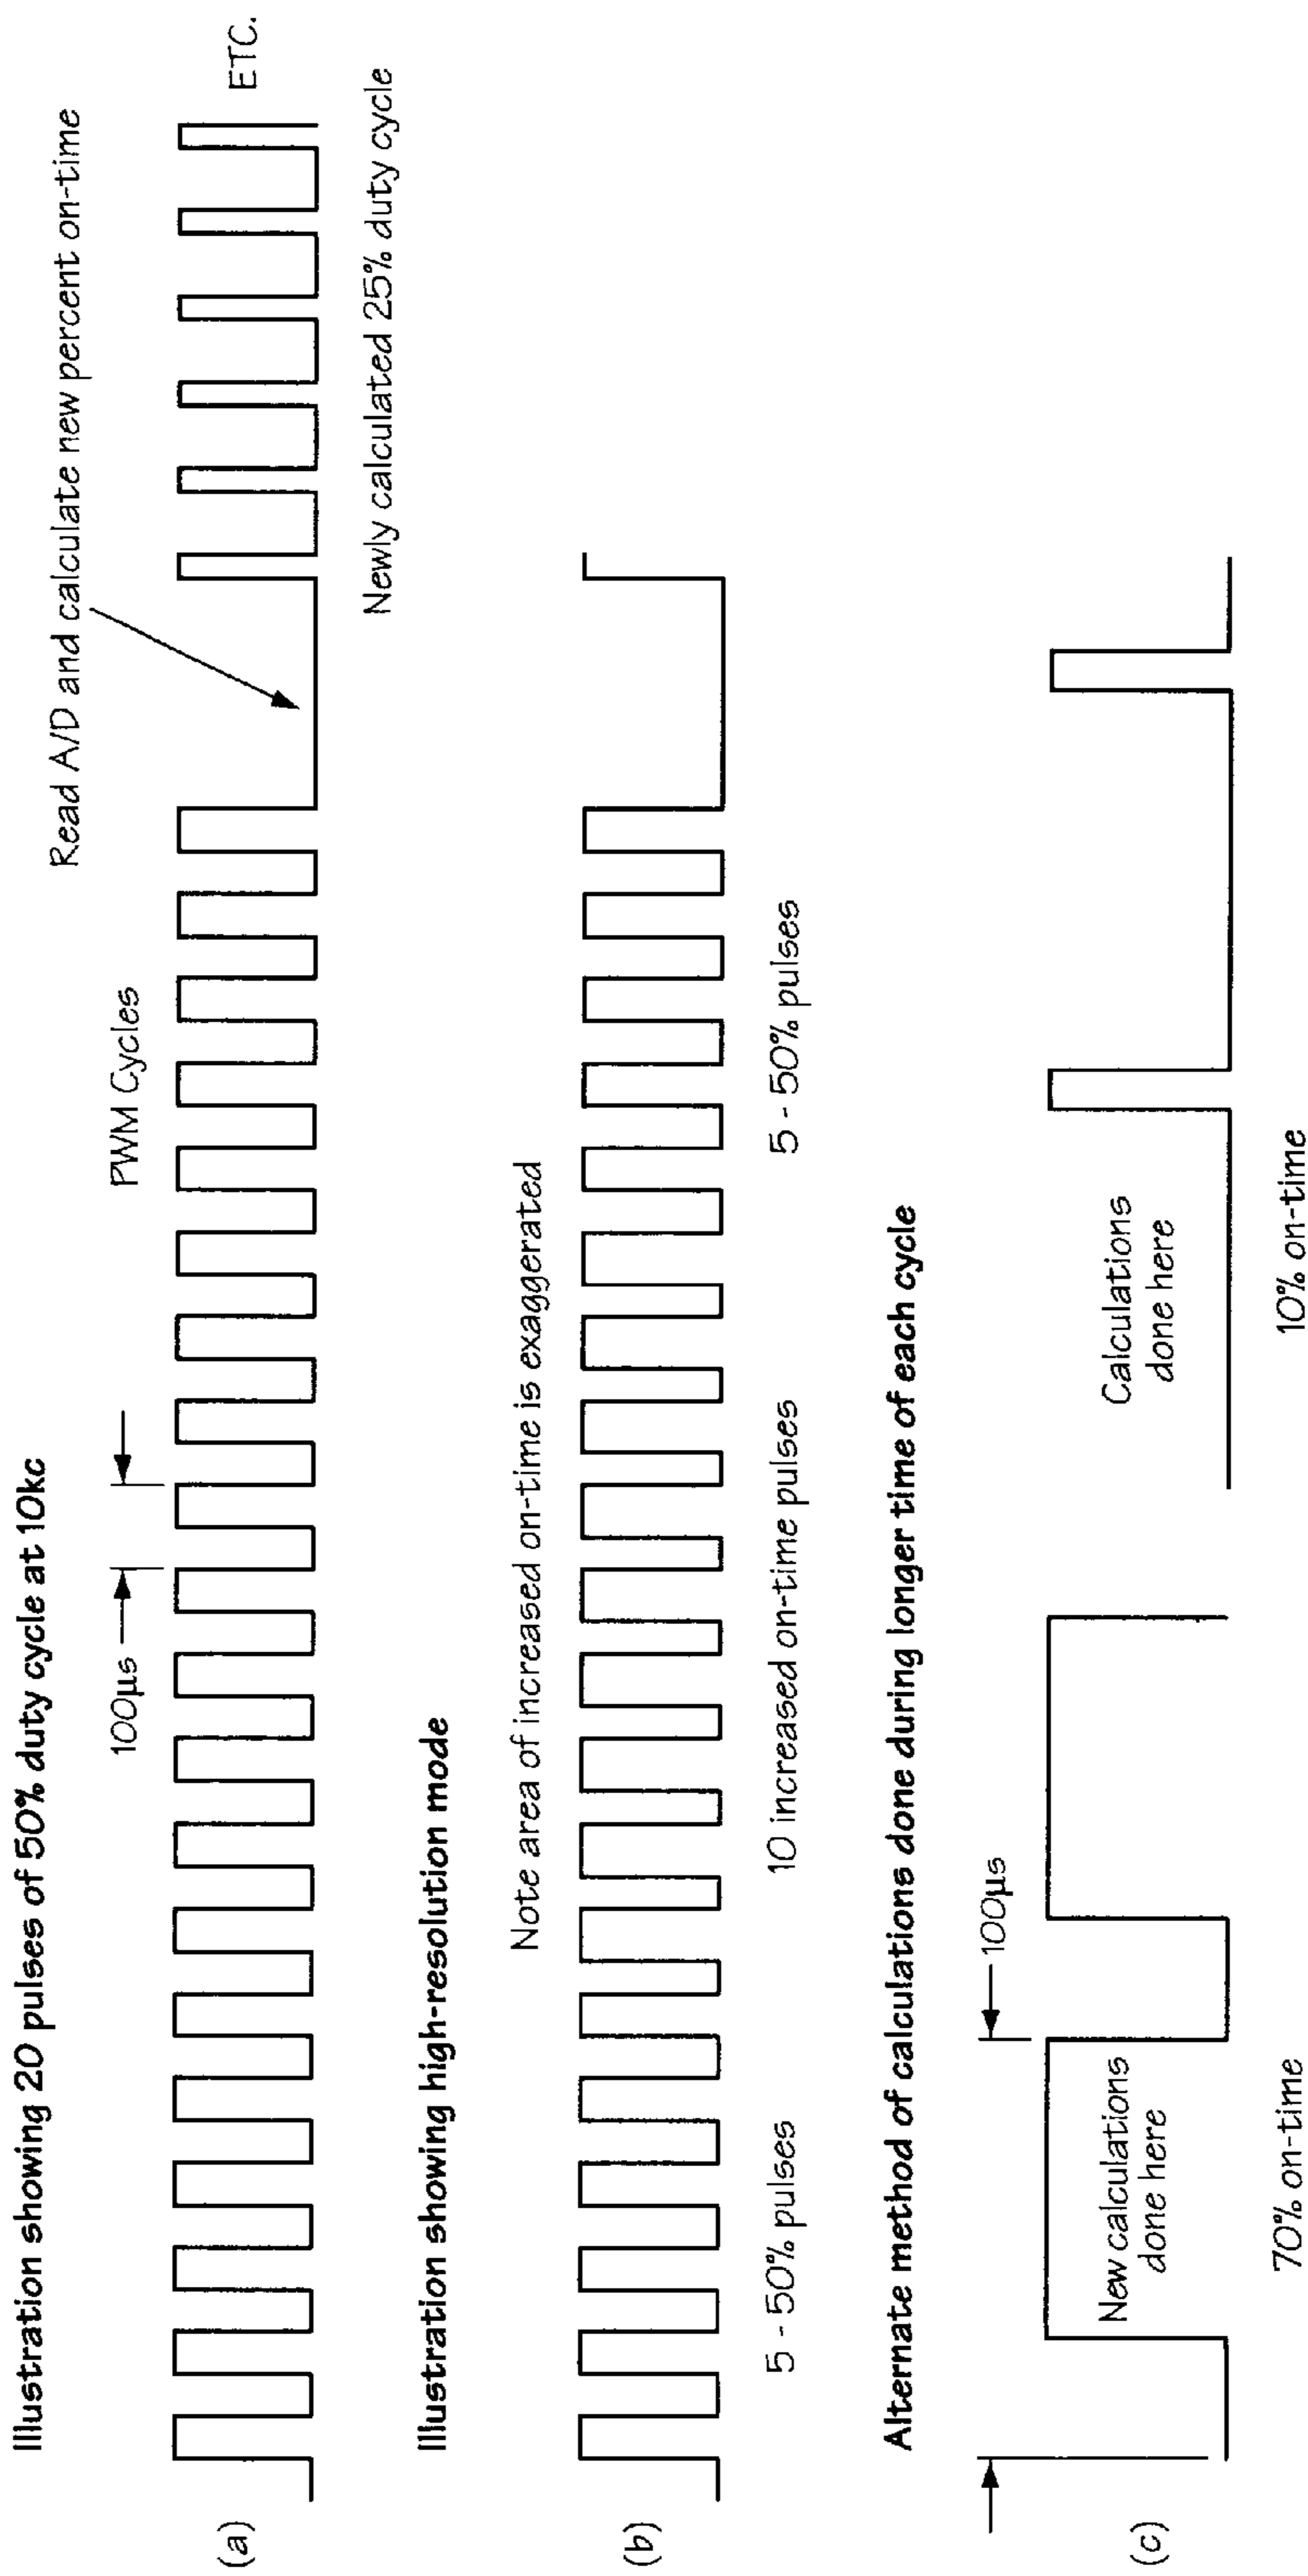 Illustration showing 20 pulses of 50% duty cycle at 10kc
Read A/D and calculate new percent on-time
PWM Cycles
100µs
ETC.
(a)
Newly calculated 25% duty cycle
Illustration showing high-resolution mode
Note area of increased on-time is exaggerated
(b)
5 - 50% pulses
10 increased on-time pulses
5 - 50% pulses
Alternate method of calculations done during longer time of each cycle
100µs
(c)
New calculations
done here
Calculations
done here
70% on-time
10% on-time